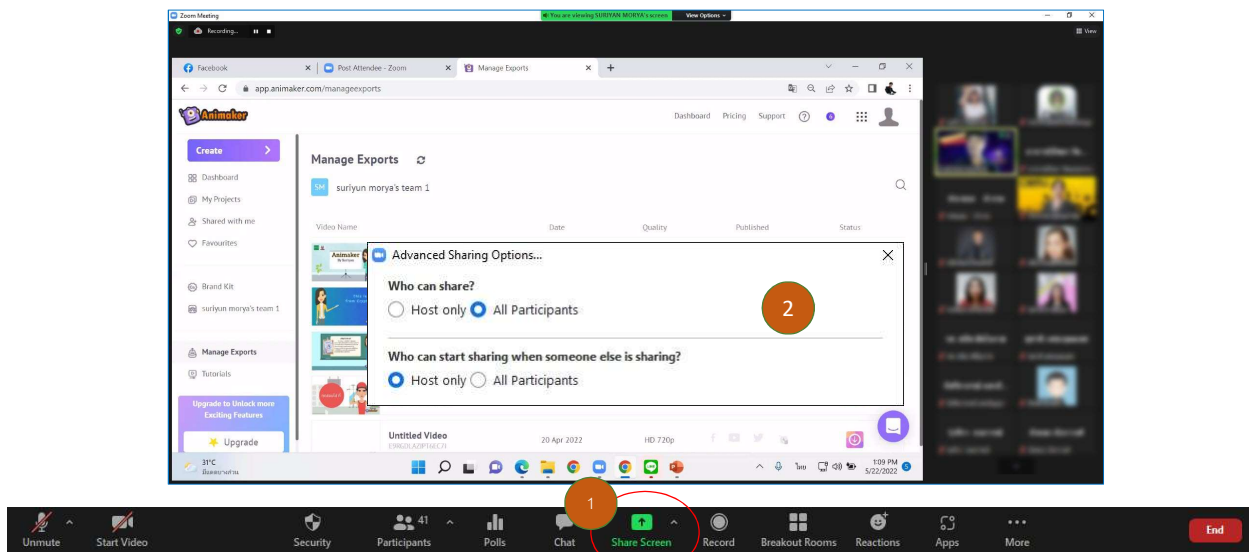 Zoom Meeting
You are viewing SURIYAN MORYA's screen View Options
Recording...
View
Facebook
Post Attendee - Zoom
Manage Exports
app.animaker.com/manageexports
Animaker
Dashboard Pricing Support
Create
Dashboard
My Projects
Shared with me
Favourites
Brand Kit
suriyun morya's team 1
Manage Exports
Tutorials
Upgrade to Unlock more
Exciting Features
Upgrade
Manage Exports
SM suriyun morya's team 1
Video Name Date Quality Published Status
Animaker
Advanced Sharing Options...
Who can share?
Host only All Participants
2
Who can start sharing when someone else is sharing?
Host only All Participants
Untitled Video
20 Apr 2022 HD 720p
31°C
ไทย
1:09 PM
5/22/2022
1
Unmute Start Video Security Participants 41 Polls Chat Share Screen Record Breakout Rooms Reactions Apps More End